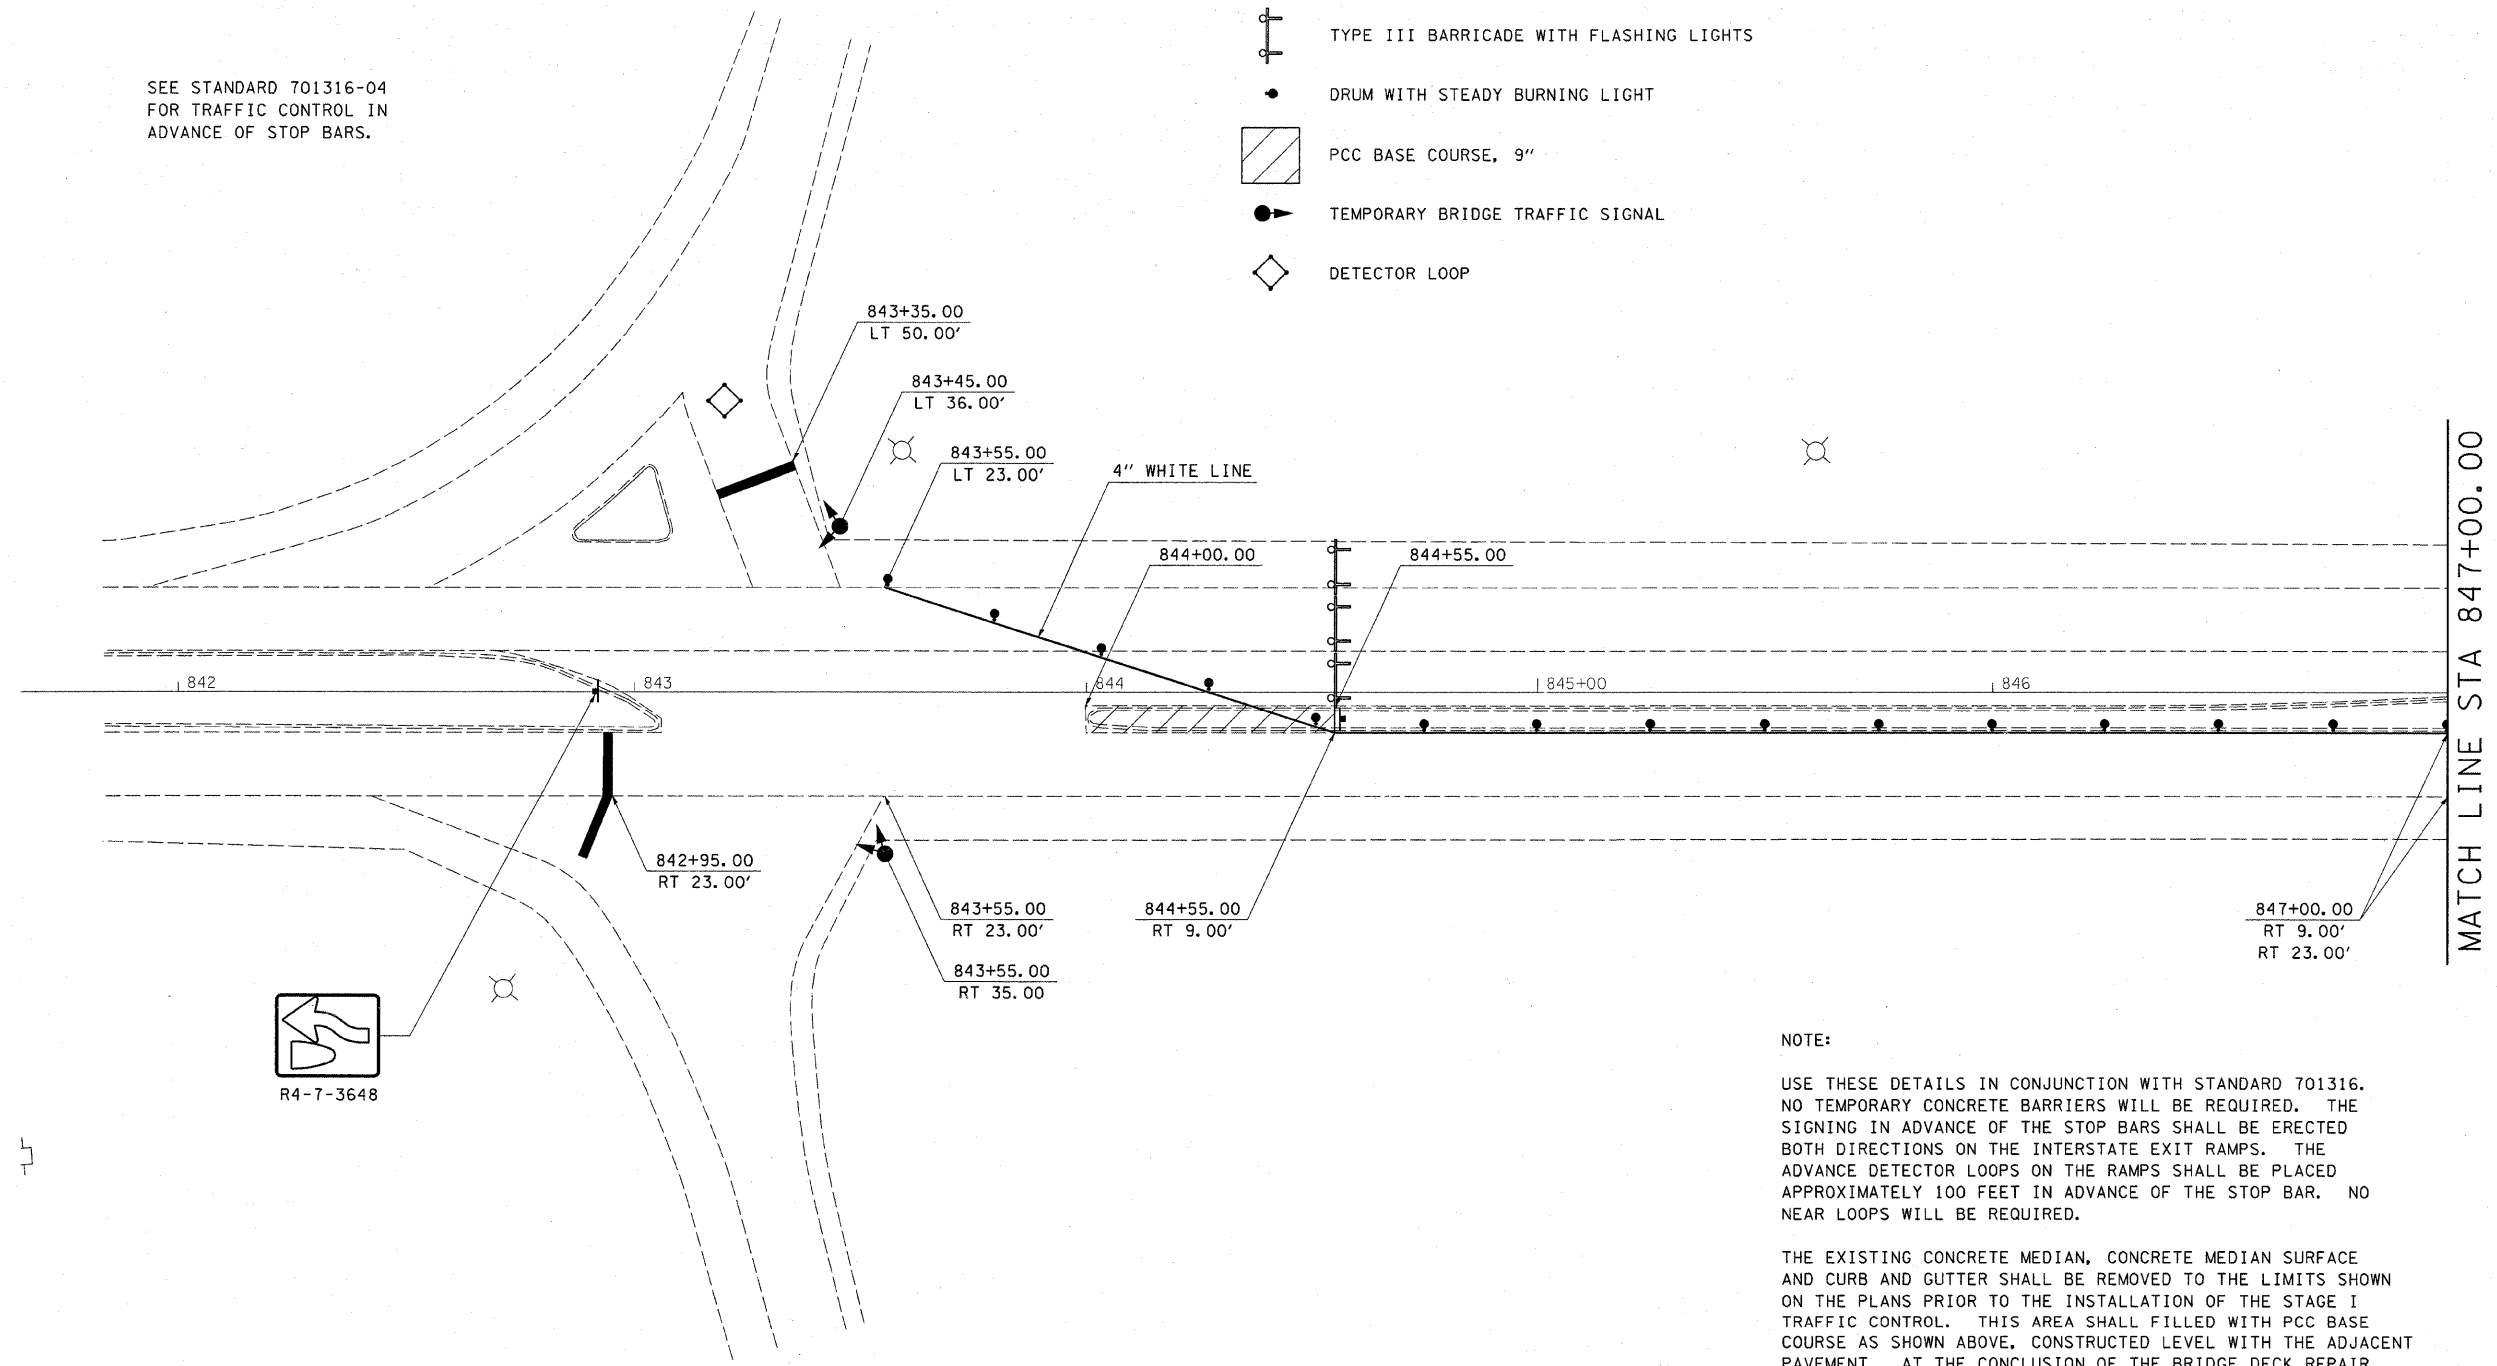 SEE STANDARD 701316-04
FOR TRAFFIC CONTROL IN
ADVANCE OF STOP BARS.
TYPE III BARRICADE WITH FLASHING LIGHTS
DRUM WITH STEADY BURNING LIGHT
PCC BASE COURSE, 9"
TEMPORARY BRIDGE TRAFFIC SIGNAL
DETECTOR LOOP
843+35.00
LT 50.00'
843+45.00
LT 36.00'
843+55.00
LT 23.00'
4" WHITE LINE
844+00.00
844+55.00
842
843
844
845+00
846
MATCH LINE STA 847+00.00
842+95.00
RT 23.00'
843+55.00
RT 23.00'
843+55.00
RT 35.00
844+55.00
RT 9.00'
847+00.00
RT 9.00'
RT 23.00'
R4-7-3648
NOTE:
USE THESE DETAILS IN CONJUNCTION WITH STANDARD 701316.
NO TEMPORARY CONCRETE BARRIERS WILL BE REQUIRED. THE
SIGNING IN ADVANCE OF THE STOP BARS SHALL BE ERECTED
BOTH DIRECTIONS ON THE INTERSTATE EXIT RAMPS. THE
ADVANCE DETECTOR LOOPS ON THE RAMPS SHALL BE PLACED
APPROXIMATELY 100 FEET IN ADVANCE OF THE STOP BAR. NO
NEAR LOOPS WILL BE REQUIRED.
THE EXISTING CONCRETE MEDIAN, CONCRETE MEDIAN SURFACE
AND CURB AND GUTTER SHALL BE REMOVED TO THE LIMITS SHOWN
ON THE PLANS PRIOR TO THE INSTALLATION OF THE STAGE I
TRAFFIC CONTROL. THIS AREA SHALL FILLED WITH PCC BASE
COURSE AS SHOWN ABOVE, CONSTRUCTED LEVEL WITH THE ADJACENT
PAVEMENT. AT THE CONCLUSION OF THE BRIDGE DECK REPAIR